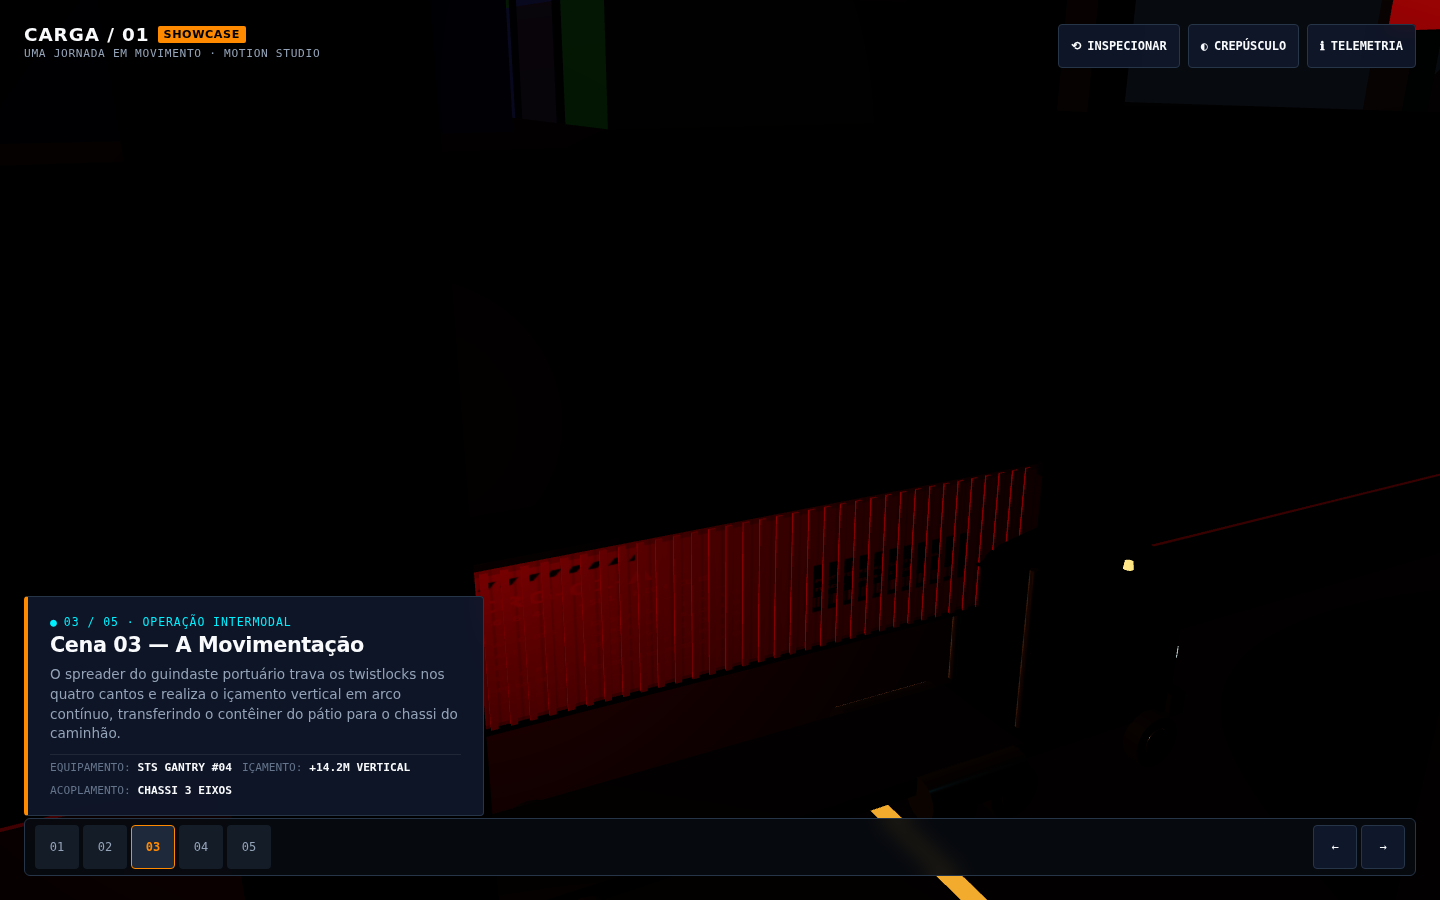 CARGA / 01 SHOWCASE
UMA JORNADA EM MOVIMENTO · MOTION STUDIO
⟲ INSPECIONAR
◐ CREPÚSCULO
ℹ TELEMETRIA
● 03 / 05 · OPERAÇÃO INTERMODAL
Cena 03 — A Movimentação
O spreader do guindaste portuário trava os twistlocks nos
quatro cantos e realiza o içamento vertical em arco
contínuo, transferindo o contêiner do pátio para o chassi do
caminhão.
EQUIPAMENTO: STS GANTRY #04 IÇAMENTO: +14.2M VERTICAL
ACOPLAMENTO: CHASSI 3 EIXOS
01 02 03 04 05 ← →